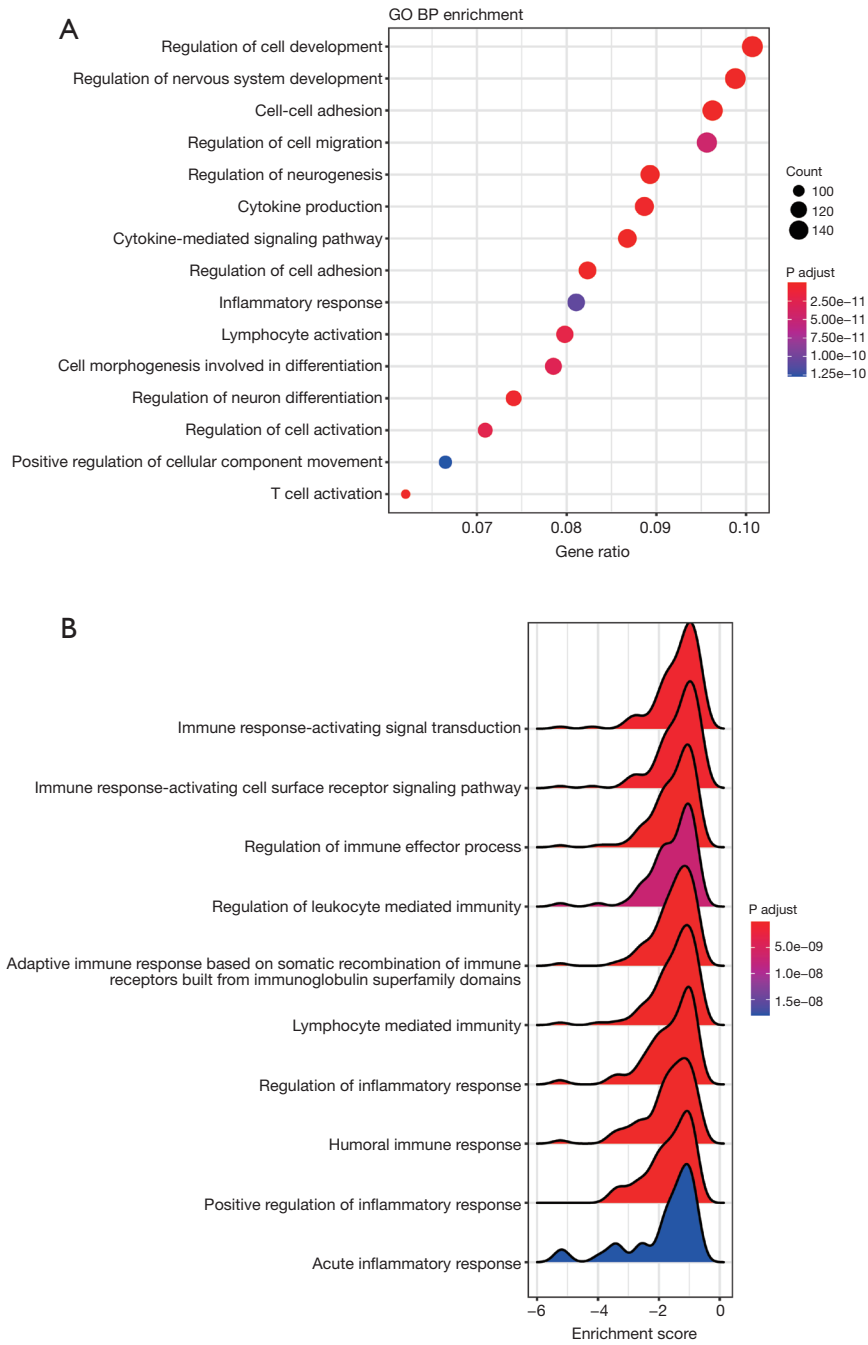 A
GO BP enrichment
Regulation of cell development
Regulation of nervous system development
Cell-cell adhesion
Regulation of cell migration
Regulation of neurogenesis
Cytokine production
Cytokine-mediated signaling pathway
Regulation of cell adhesion
Inflammatory response
Lymphocyte activation
Cell morphogenesis involved in differentiation
Regulation of neuron differentiation
Regulation of cell activation
Positive regulation of cellular component movement
T cell activation
0.07 0.08 0.09 0.10
Gene ratio
Count
100
120
140
P adjust
2.50e−11
5.00e−11
7.50e−11
1.00e−10
1.25e−10
B
Immune response-activating signal transduction
Immune response-activating cell surface receptor signaling pathway
Regulation of immune effector process
Regulation of leukocyte mediated immunity
Adaptive immune response based on somatic recombination of immune
receptors built from immunoglobulin superfamily domains
Lymphocyte mediated immunity
Regulation of inflammatory response
Humoral immune response
Positive regulation of inflammatory response
Acute inflammatory response
−6 −4 −2 0
Enrichment score
P adjust
5.0e−09
1.0e−08
1.5e−08